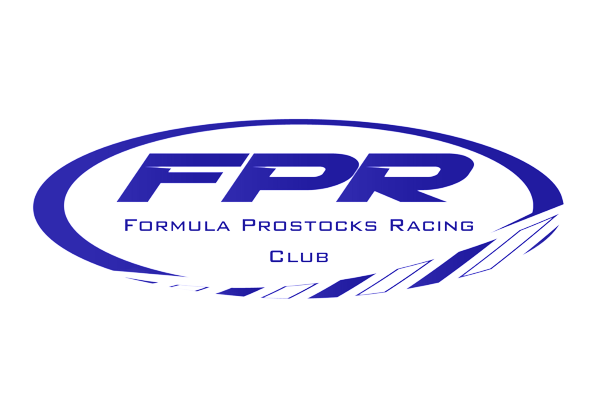 FPR
Formula Prostocks Racing
Club